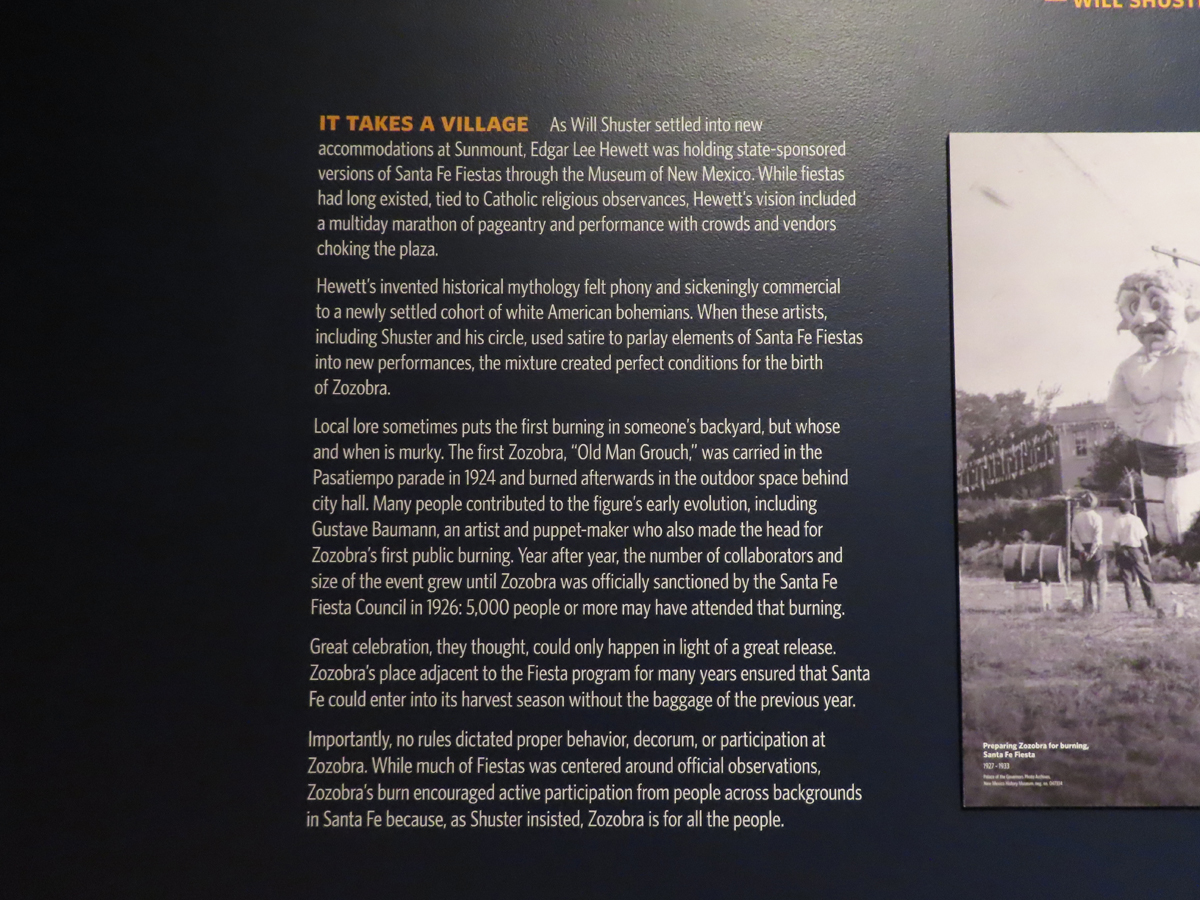 — WILL SHUST
IT TAKES A VILLAGE As Will Shuster settled into new
accommodations at Sunmount, Edgar Lee Hewett was holding state-sponsored
versions of Santa Fe Fiestas through the Museum of New Mexico. While fiestas
had long existed, tied to Catholic religious observances, Hewett's vision included
a multiday marathon of pageantry and performance with crowds and vendors
choking the plaza.
Hewett's invented historical mythology felt phony and sickeningly commercial
to a newly settled cohort of white American bohemians. When these artists,
including Shuster and his circle, used satire to parlay elements of Santa Fe Fiestas
into new performances, the mixture created perfect conditions for the birth
of Zozobra.
Local lore sometimes puts the first burning in someone's backyard, but whose
and when is murky. The first Zozobra, “Old Man Grouch,” was carried in the
Pasatiempo parade in 1924 and burned afterwards in the outdoor space behind
city hall. Many people contributed to the figure's early evolution, including
Gustave Baumann, an artist and puppet-maker who also made the head for
Zozobra's first public burning. Year after year, the number of collaborators and
size of the event grew until Zozobra was officially sanctioned by the Santa Fe
Fiesta Council in 1926: 5,000 people or more may have attended that burning.
Great celebration, they thought, could only happen in light of a great release.
Zozobra's place adjacent to the Fiesta program for many years ensured that Santa
Fe could enter into its harvest season without the baggage of the previous year.
Importantly, no rules dictated proper behavior, decorum, or participation at
Zozobra. While much of Fiestas was centered around official observations,
Zozobra's burn encouraged active participation from people across backgrounds
in Santa Fe because, as Shuster insisted, Zozobra is for all the people.
Preparing Zozobra for burning,
Santa Fe Fiesta
1927–1933
Palace of the Governors Photo Archives,
New Mexico History Museum, neg. no.